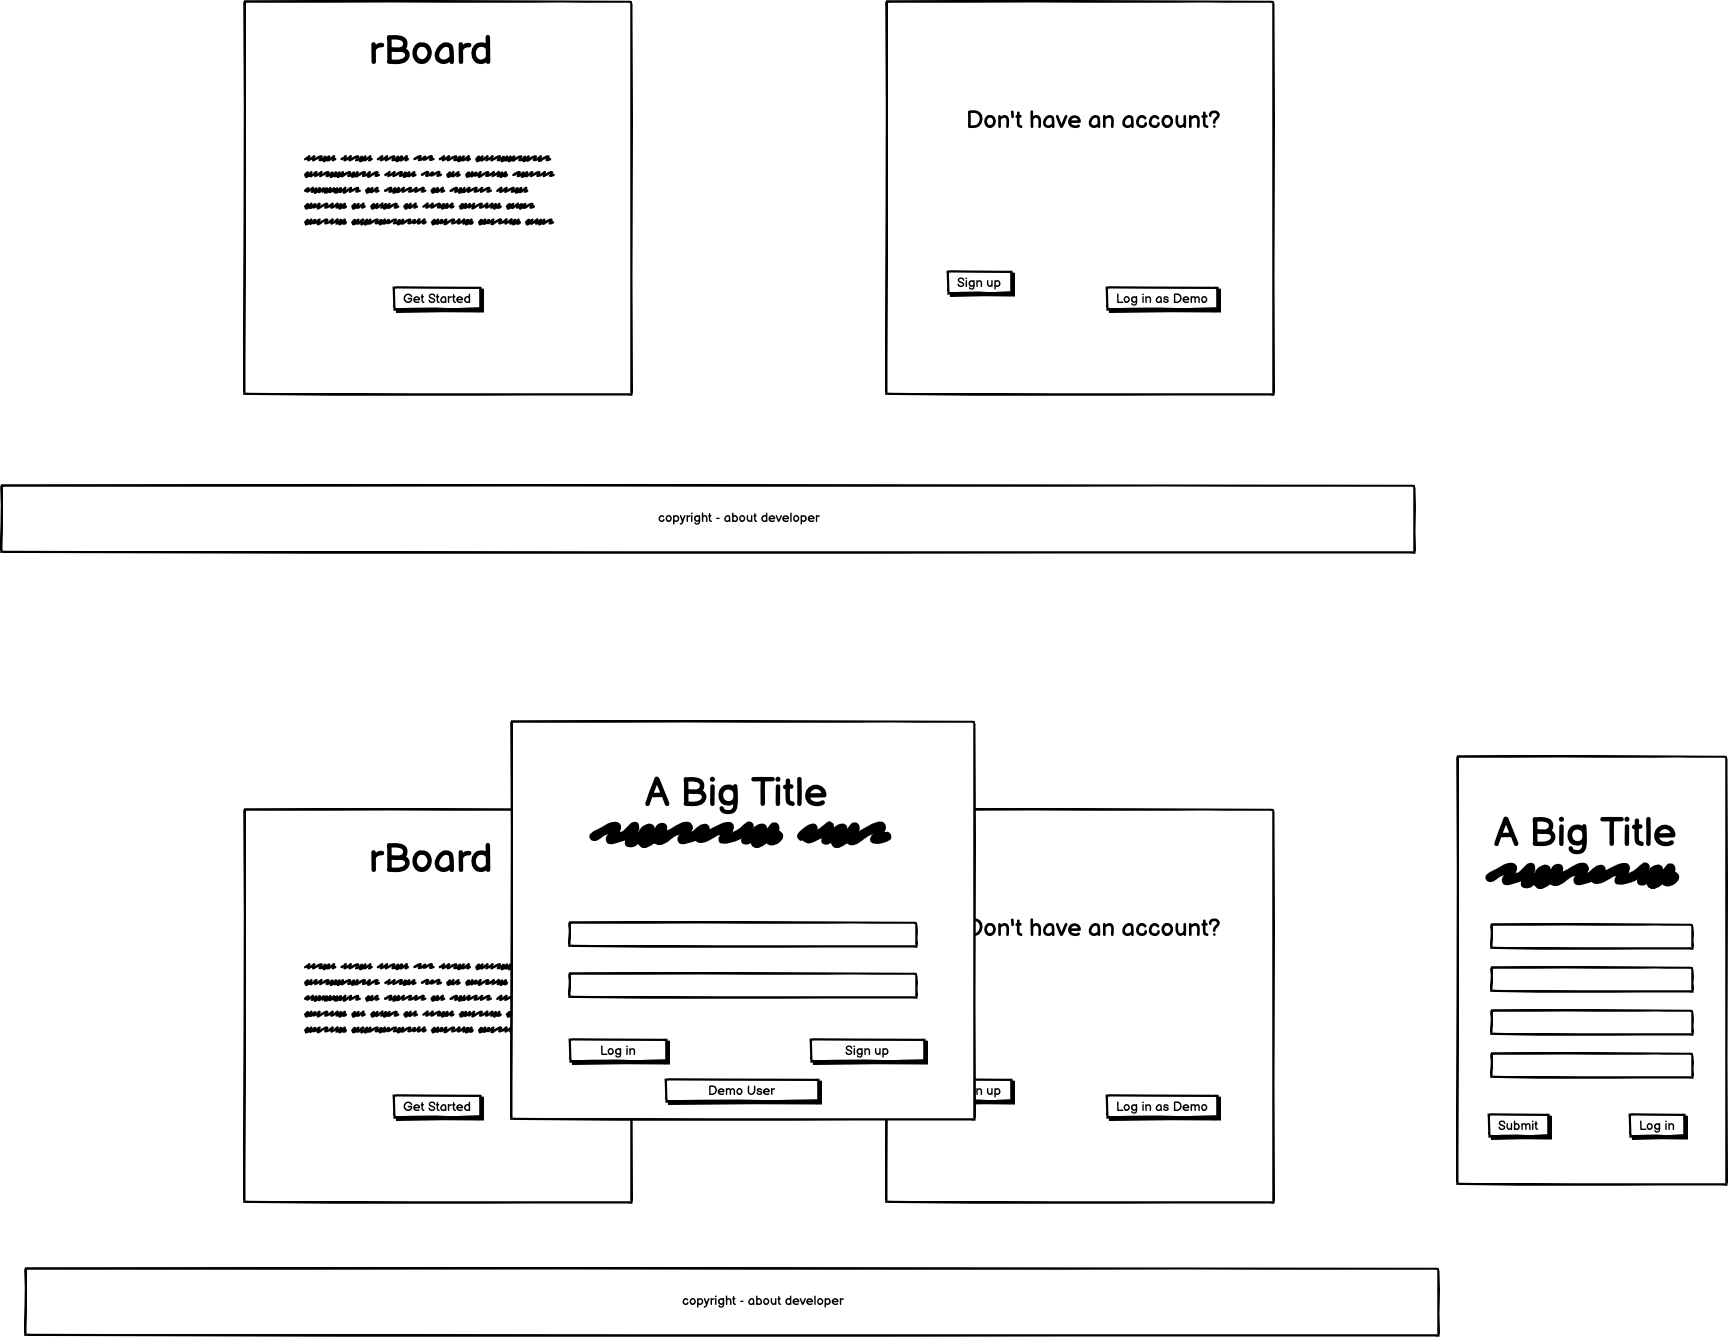 rBoard
Get Started
Don't have an account?
Sign up
Log in as Demo
copyright - about developer
A Big Title
Log in
Sign up
Demo User
rBoard
Get Started
Don't have an account?
n up
Log in as Demo
A Big Title
Submit
Log in
copyright - about developer